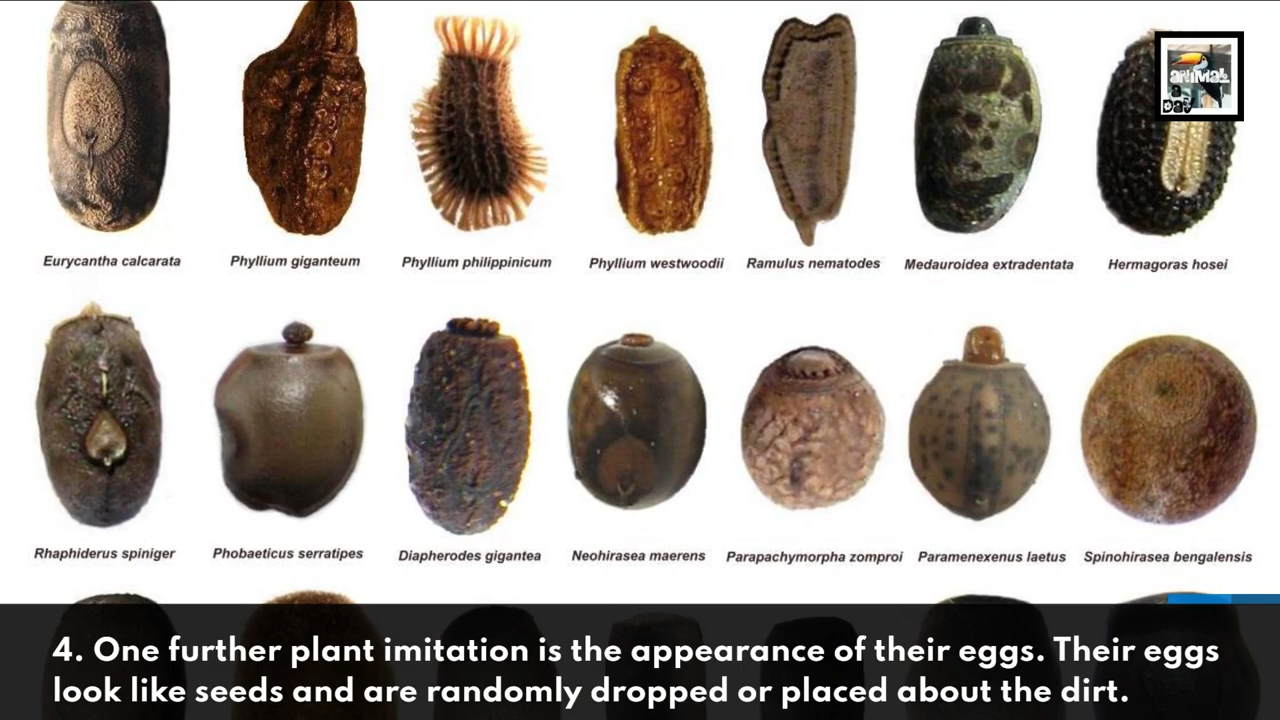 ANIMAL
a
DAY
Eurycantha calcarata
Phyllium giganteum
Phyllium philippinicum
Phyllium westwoodii
Ramulus nematodes
Medauroidea extradentata
Hermagoras hosei
Rhaphiderus spiniger
Phobaeticus serratipes
Diapherodes gigantea
Neohirasea maerens
Parapachymorpha zomproi
Paramenexenus laetus
Spinohirasea bengalensis
4. One further plant imitation is the appearance of their eggs. Their eggs
look like seeds and are randomly dropped or placed about the dirt.